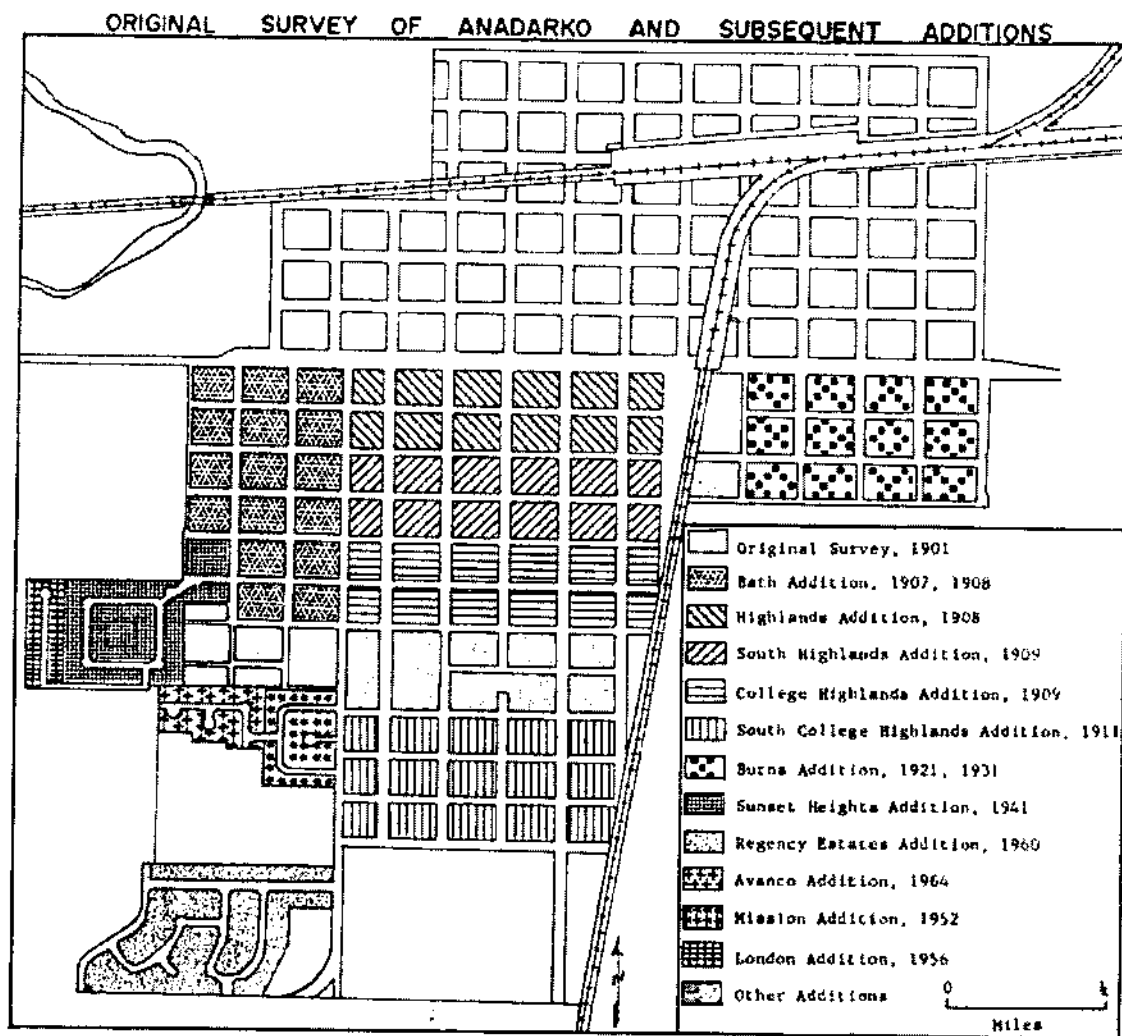 ORIGINAL SURVEY OF ANADARKO AND SUBSEQUENT ADDITIONS
Original Survey, 1901
Bath Addition, 1907, 1908
Highlands Addition, 1908
South Highlands Addition, 1909
College Highlands Addition, 1909
South College Highlands Addition, 1911
Burns Addition, 1921, 1931
Sunset Heights Addition, 1941
Regency Estates Addition, 1960
Avanco Addition, 1964
Mission Addition, 1952
London Addition, 1956
Other Additions
N
0
Miles